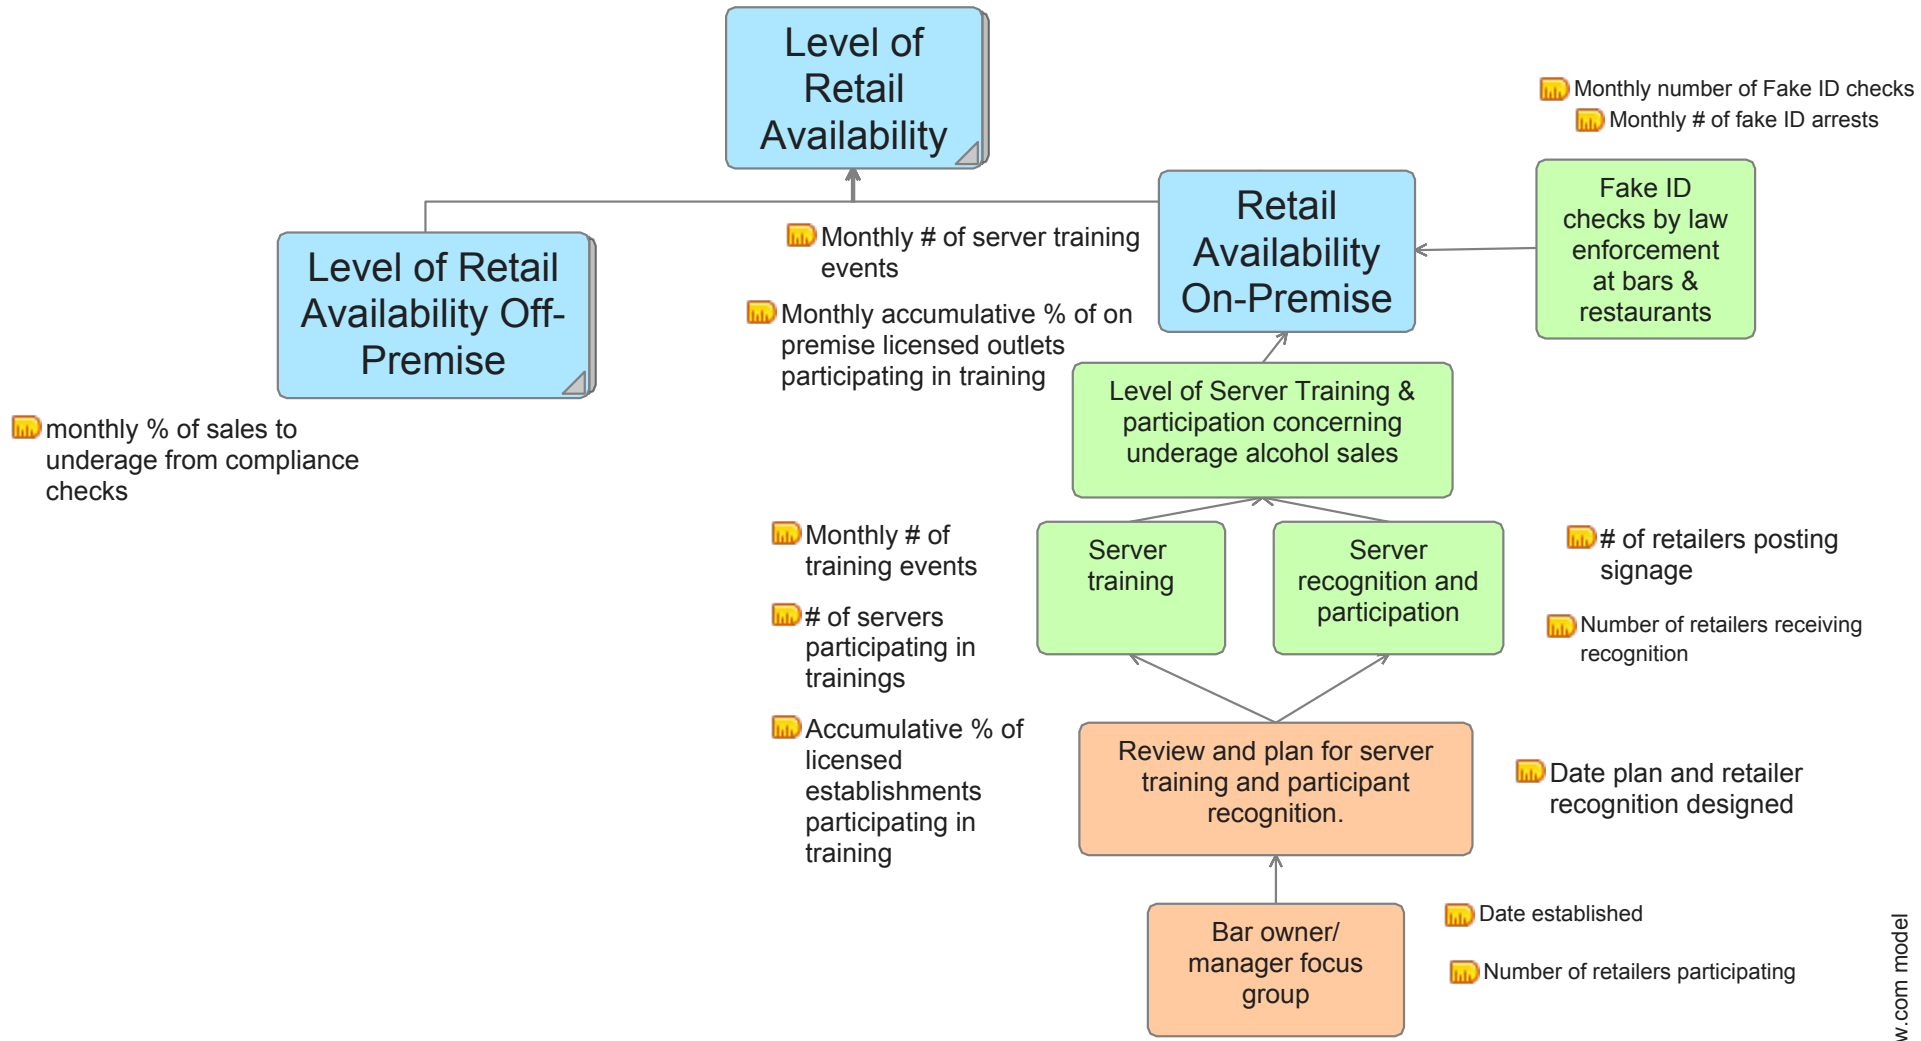 Level of
Retail
Availability
Monthly number of Fake ID checks
Monthly # of fake ID arrests
Fake ID
checks by law
enforcement
at bars &
restaurants
Retail
Availability
On-Premise
Monthly # of server training
events
Level of Retail
Availability Off-
Premise
Monthly accumulative % of on
premise licensed outlets
participating in training
Level of Server Training &
participation concerning
underage alcohol sales
monthly % of sales to
underage from compliance
checks
Monthly # of
training events
Server
training
Server
recognition and
participation
# of retailers posting
signage
# of servers
participating in
trainings
Number of retailers receiving
recognition
Accumulative % of
licensed
establishments
participating in
training
Review and plan for server
training and participant
recognition.
Date plan and retailer
recognition designed
Bar owner/
manager focus
group
Date established
Number of retailers participating
w.com model